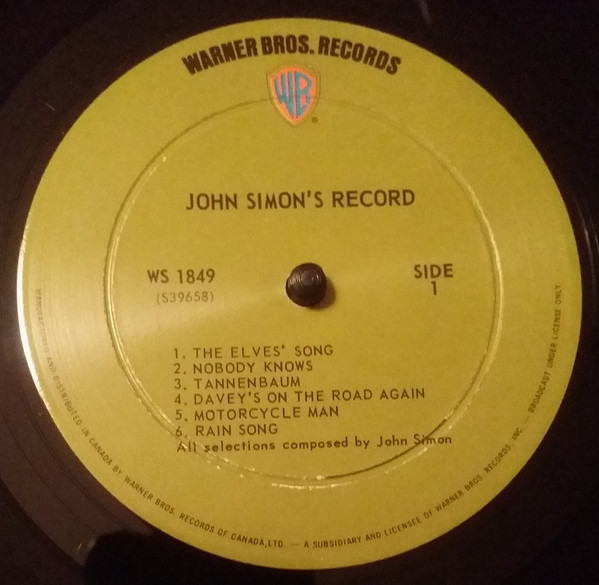 WARNER BROS. RECORDS
WB
®
JOHN SIMON'S RECORD
WS 1849
(S39658)
SIDE
1
1. THE ELVES' SONG
2. NOBODY KNOWS
3. TANNENBAUM
4. DAVEY'S ON THE ROAD AGAIN
5. MOTORCYCLE MAN
6. RAIN SONG
All selections composed by John Simon
MANUFACTURED AND DISTRIBUTED IN CANADA BY WARNER BROS. RECORDS OF CANADA, LTD. — A SUBSIDIARY AND LICENSEE OF WARNER BROS. RECORDS, INC. — BROADCAST UNDER LICENSE ONLY